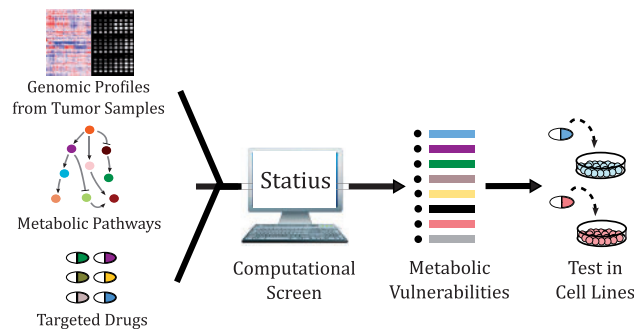 Genomic Profiles
from Tumor Samples
Metabolic Pathways
Targeted Drugs
Statius
Computational
Screen
Metabolic
Vulnerabilities
Test in
Cell Lines